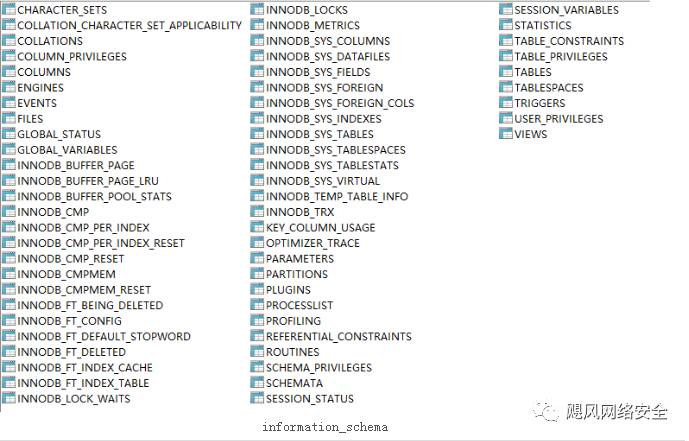 CHARACTER_SETS
COLLATION_CHARACTER_SET_APPLICABILITY
COLLATIONS
COLUMN_PRIVILEGES
COLUMNS
ENGINES
EVENTS
FILES
GLOBAL_STATUS
GLOBAL_VARIABLES
INNODB_BUFFER_PAGE
INNODB_BUFFER_PAGE_LRU
INNODB_BUFFER_POOL_STATS
INNODB_CMP
INNODB_CMP_PER_INDEX
INNODB_CMP_PER_INDEX_RESET
INNODB_CMP_RESET
INNODB_CMPMEM
INNODB_CMPMEM_RESET
INNODB_FT_BEING_DELETED
INNODB_FT_CONFIG
INNODB_FT_DEFAULT_STOPWORD
INNODB_FT_DELETED
INNODB_FT_INDEX_CACHE
INNODB_FT_INDEX_TABLE
INNODB_LOCK_WAITS
INNODB_LOCKS
INNODB_METRICS
INNODB_SYS_COLUMNS
INNODB_SYS_DATAFILES
INNODB_SYS_FIELDS
INNODB_SYS_FOREIGN
INNODB_SYS_FOREIGN_COLS
INNODB_SYS_INDEXES
INNODB_SYS_TABLES
INNODB_SYS_TABLESPACES
INNODB_SYS_TABLESTATS
INNODB_SYS_VIRTUAL
INNODB_TEMP_TABLE_INFO
INNODB_TRX
KEY_COLUMN_USAGE
OPTIMIZER_TRACE
PARAMETERS
PARTITIONS
PLUGINS
PROCESSLIST
PROFILING
REFERENTIAL_CONSTRAINTS
ROUTINES
SCHEMA_PRIVILEGES
SCHEMATA
SESSION_STATUS
SESSION_VARIABLES
STATISTICS
TABLE_CONSTRAINTS
TABLE_PRIVILEGES
TABLES
TABLESPACES
TRIGGERS
USER_PRIVILEGES
VIEWS
飓风网络安全
information_schema